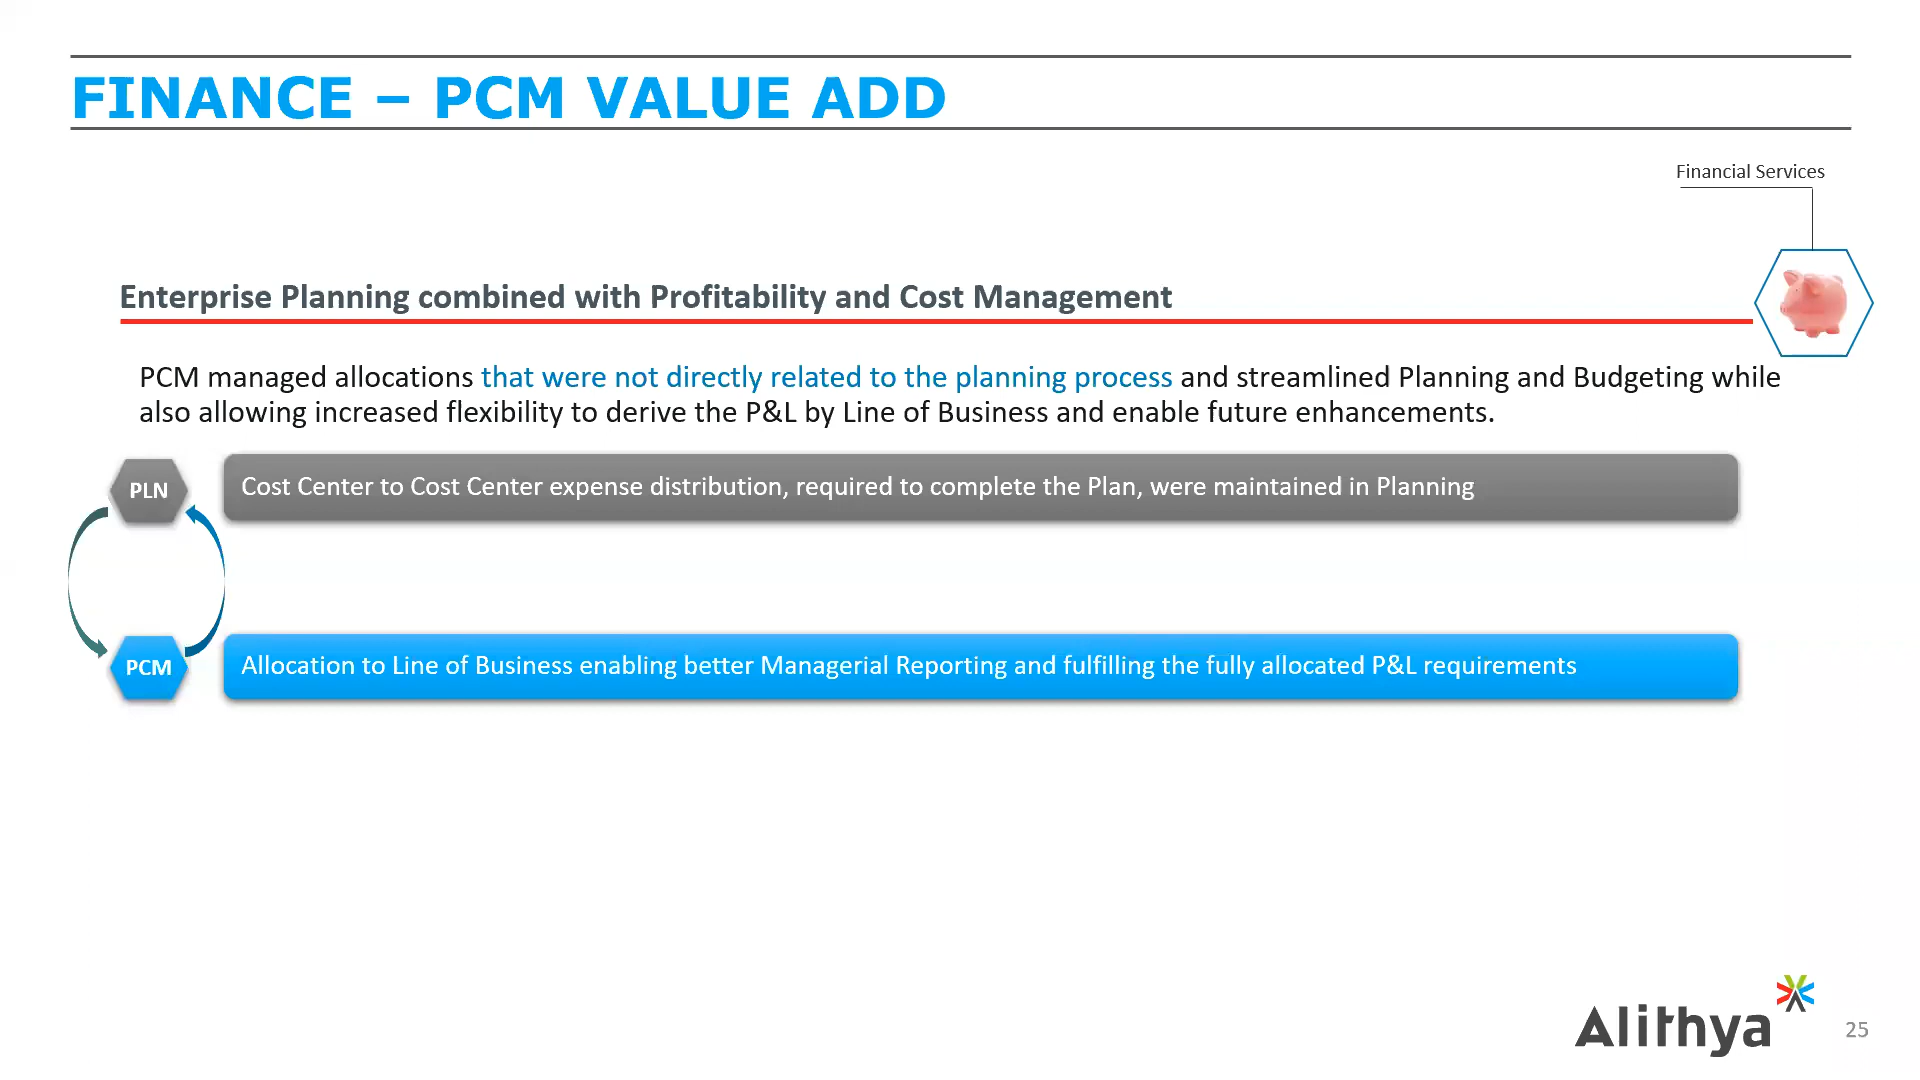 FINANCE – PCM VALUE ADD
Financial Services
Enterprise Planning combined with Profitability and Cost Management
PCM managed allocations that were not directly related to the planning process and streamlined Planning and Budgeting while
also allowing increased flexibility to derive the P&L by Line of Business and enable future enhancements.
PLN
Cost Center to Cost Center expense distribution, required to complete the Plan, were maintained in Planning
PCM
Allocation to Line of Business enabling better Managerial Reporting and fulfilling the fully allocated P&L requirements
Alithya
25